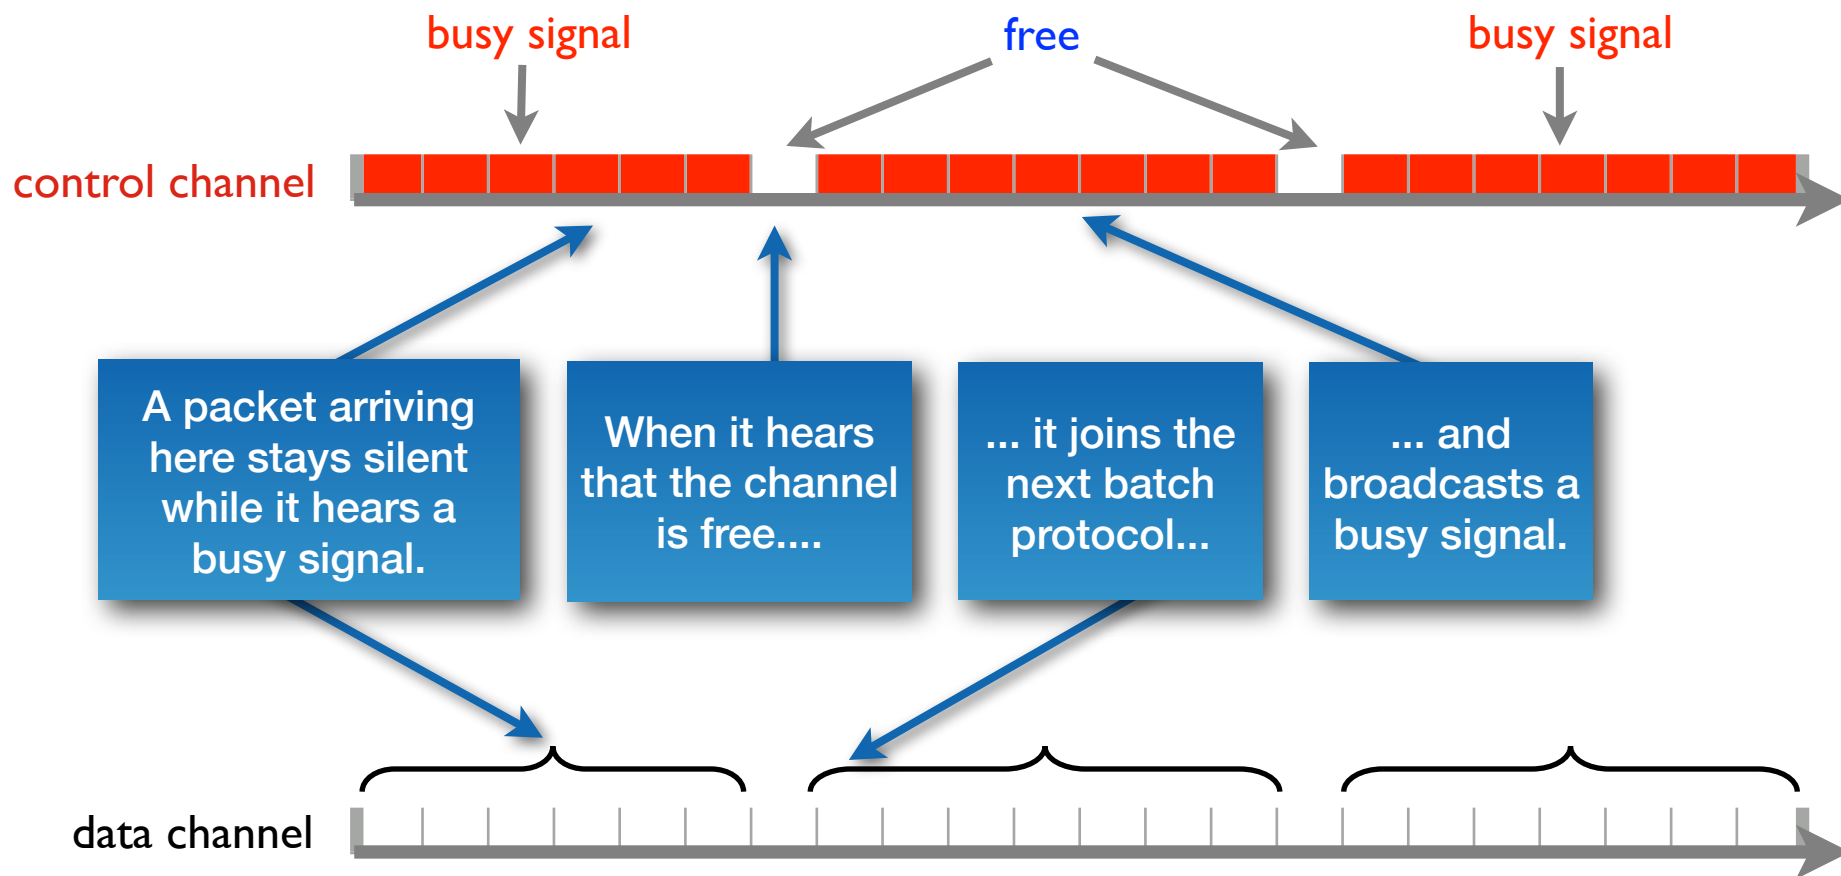 busy signal
free
busy signal
control channel
A packet arriving
here stays silent
while it hears a
busy signal.
When it hears
that the channel
is free....
... it joins the
next batch
protocol...
... and
broadcasts a
busy signal.
data channel